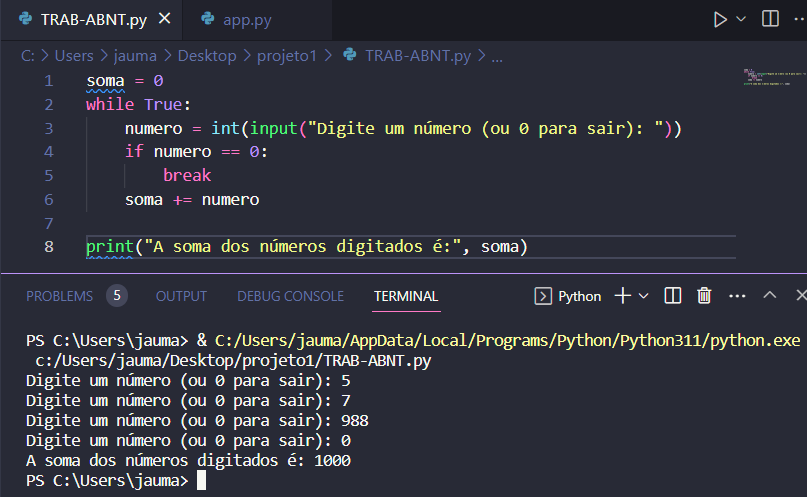 TRAB-ABNT.py × app.py
C: > Users > jauma > Desktop > projeto1 > TRAB-ABNT.py > ...
1 soma = 0
2 while True:
3 numero = int(input("Digite um número (ou 0 para sair): "))
4 if numero == 0:
5 break
6 soma += numero
7
8 print("A soma dos números digitados é:", soma)
PROBLEMS 5 OUTPUT DEBUG CONSOLE TERMINAL Python
PS C:\Users\jauma> & C:/Users/jauma/AppData/Local/Programs/Python/Python311/python.exe
c:/Users/jauma/Desktop/projeto1/TRAB-ABNT.py
Digite um número (ou 0 para sair): 5
Digite um número (ou 0 para sair): 7
Digite um número (ou 0 para sair): 988
Digite um número (ou 0 para sair): 0
A soma dos números digitados é: 1000
PS C:\Users\jauma>